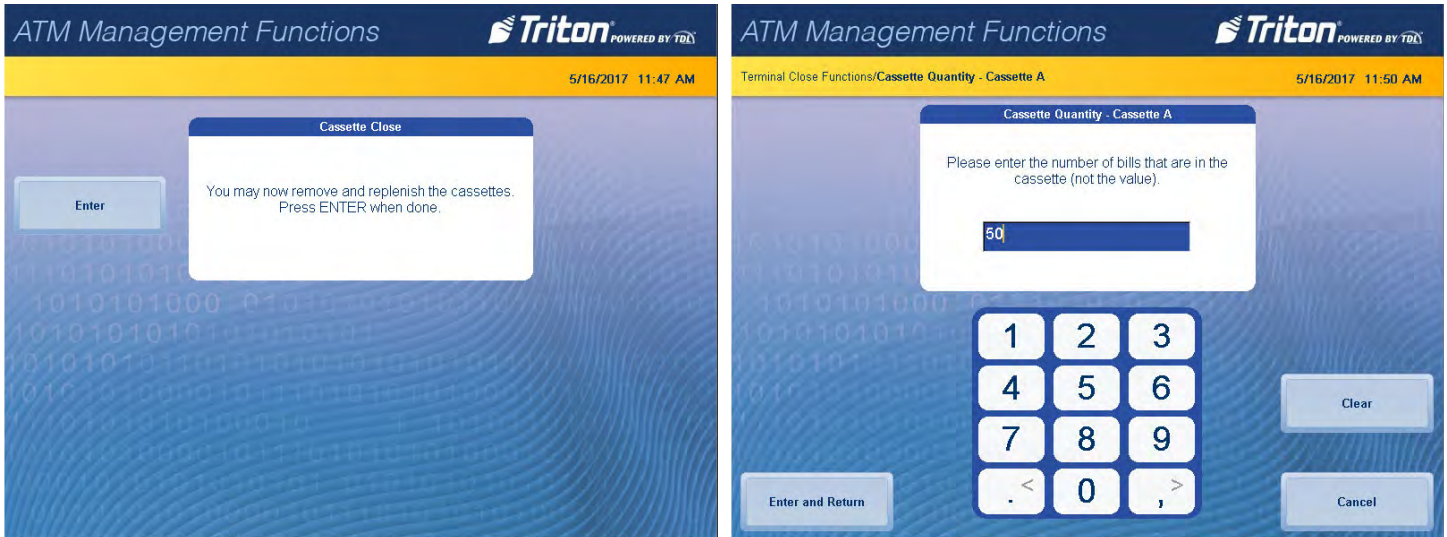 ATM Management Functions
Triton POWERED BY TDL
5/16/2017 11:47 AM
Cassette Close
Enter
You may now remove and replenish the cassettes.
Press ENTER when done.
ATM Management Functions
Triton POWERED BY TDL
Terminal Close Functions/Cassette Quantity - Cassette A
5/16/2017 11:50 AM
Cassette Quantity - Cassette A
Please enter the number of bills that are in the
cassette (not the value).
50
1 2 3
4 5 6
7 8 9
. < 0 , >
Clear
Enter and Return
Cancel